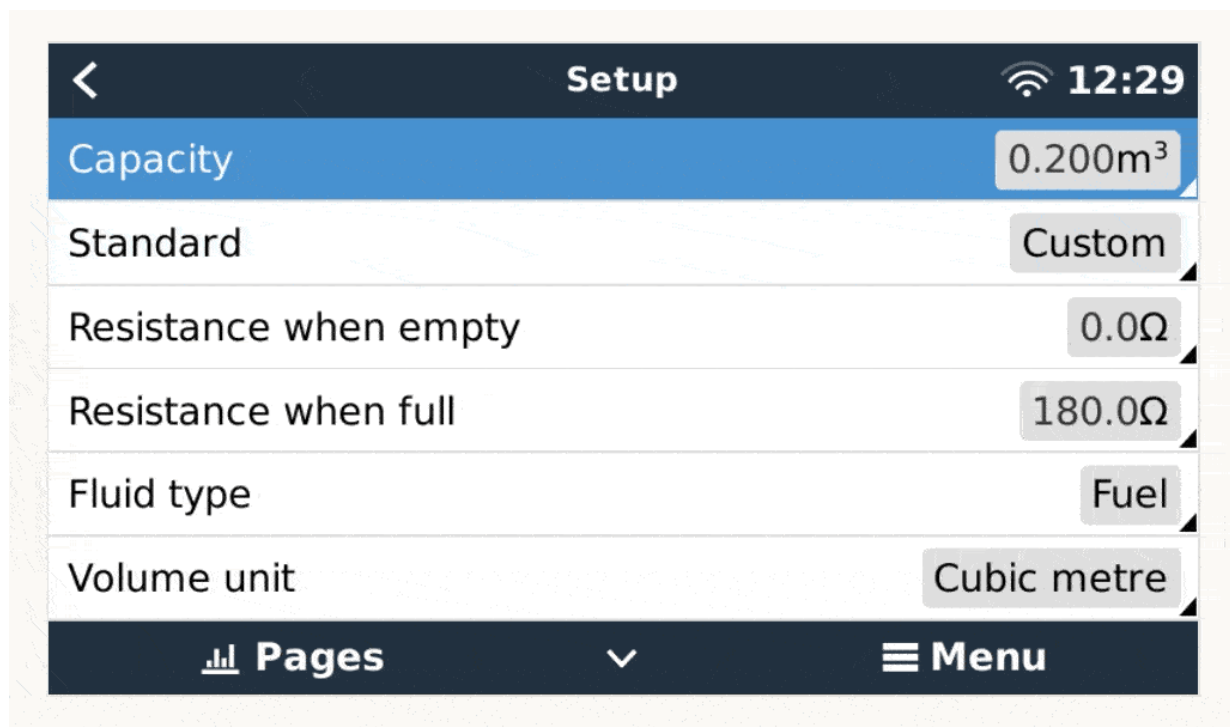 Setup 12:29
Capacity 0.200m³
Standard Custom
Resistance when empty 0.0Ω
Resistance when full 180.0Ω
Fluid type Fuel
Volume unit Cubic metre
Pages Menu